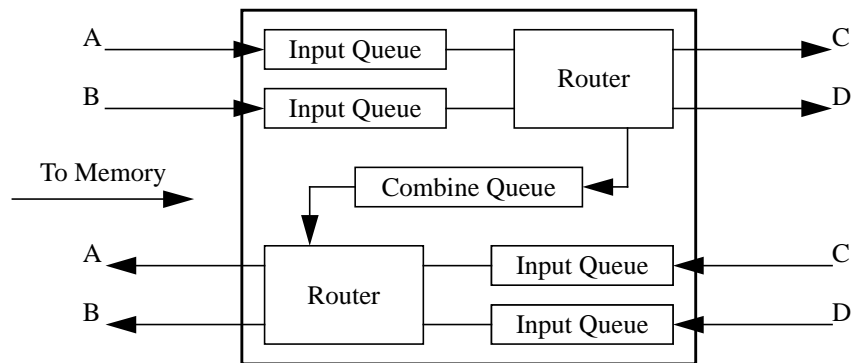 A Input Queue C
Router
B Input Queue D
To Memory
Combine Queue
A Input Queue C
Router
B Input Queue D